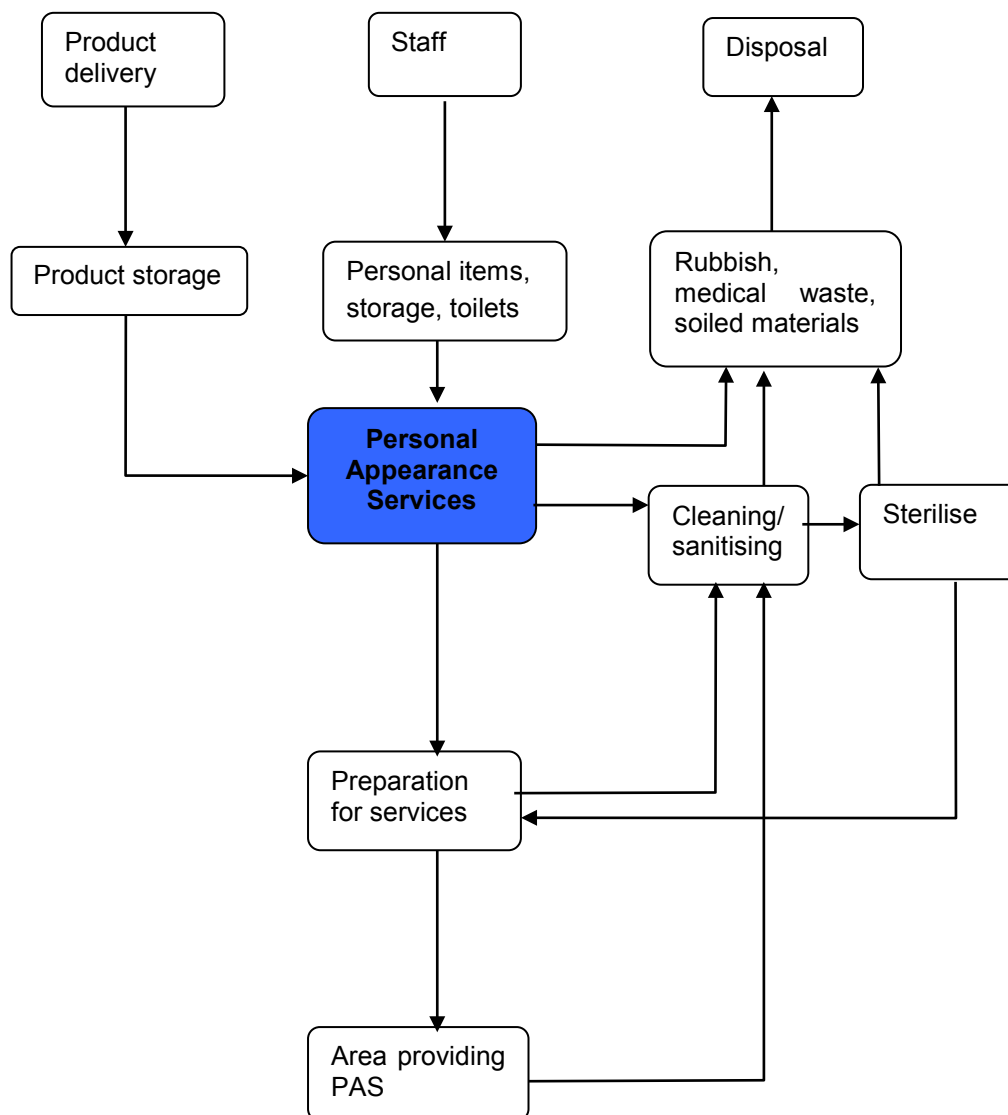 Product
delivery
Staff
Disposal
Product storage
Personal items,
storage, toilets
Rubbish,
medical waste,
soiled materials
Personal
Appearance
Services
Cleaning/
sanitising
Sterilise
Preparation
for services
Area providing
PAS